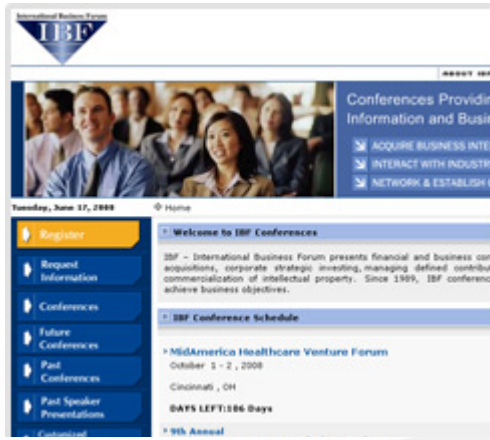 International Business Forum
IBF
ABOUT IBF
Conferences Providin
Information and Busi
ACQUIRE BUSINESS INTE
INTERACT WITH INDUSTRY
NETWORK & ESTABLISH
Tuesday, June 17, 2008
Home
Register
Welcome to IBF Conferences
Request
Information
IBF - International Business Forum presents financial and business con
acquisitions, corporate strategic investing, managing defined contribu
commercialization of intellectual property. Since 1989, IBF conferenc
achieve business objectives.
Conferences
IBF Conference Schedule
Future
Conferences
MidAmerica Healthcare Venture Forum
October 1 - 2, 2008
Past
Conferences
Cincinnati , OH
Past Speaker
Presentations
DAYS LEFT:106 Days
Customized
9th Annual